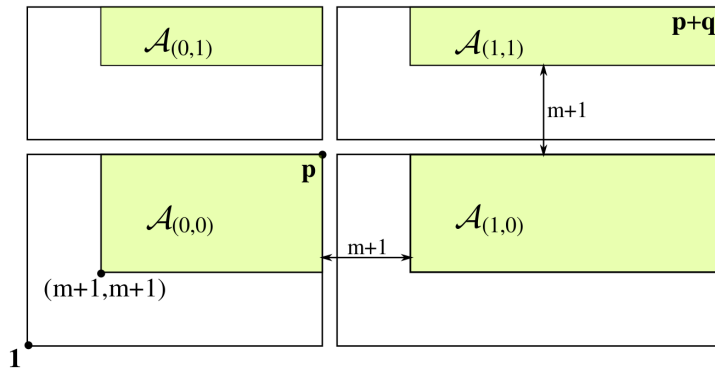 𝒜(0,1)
𝒜(1,1)
p+q
m+1
p
𝒜(0,0)
m+1
𝒜(1,0)
(m+1,m+1)
1